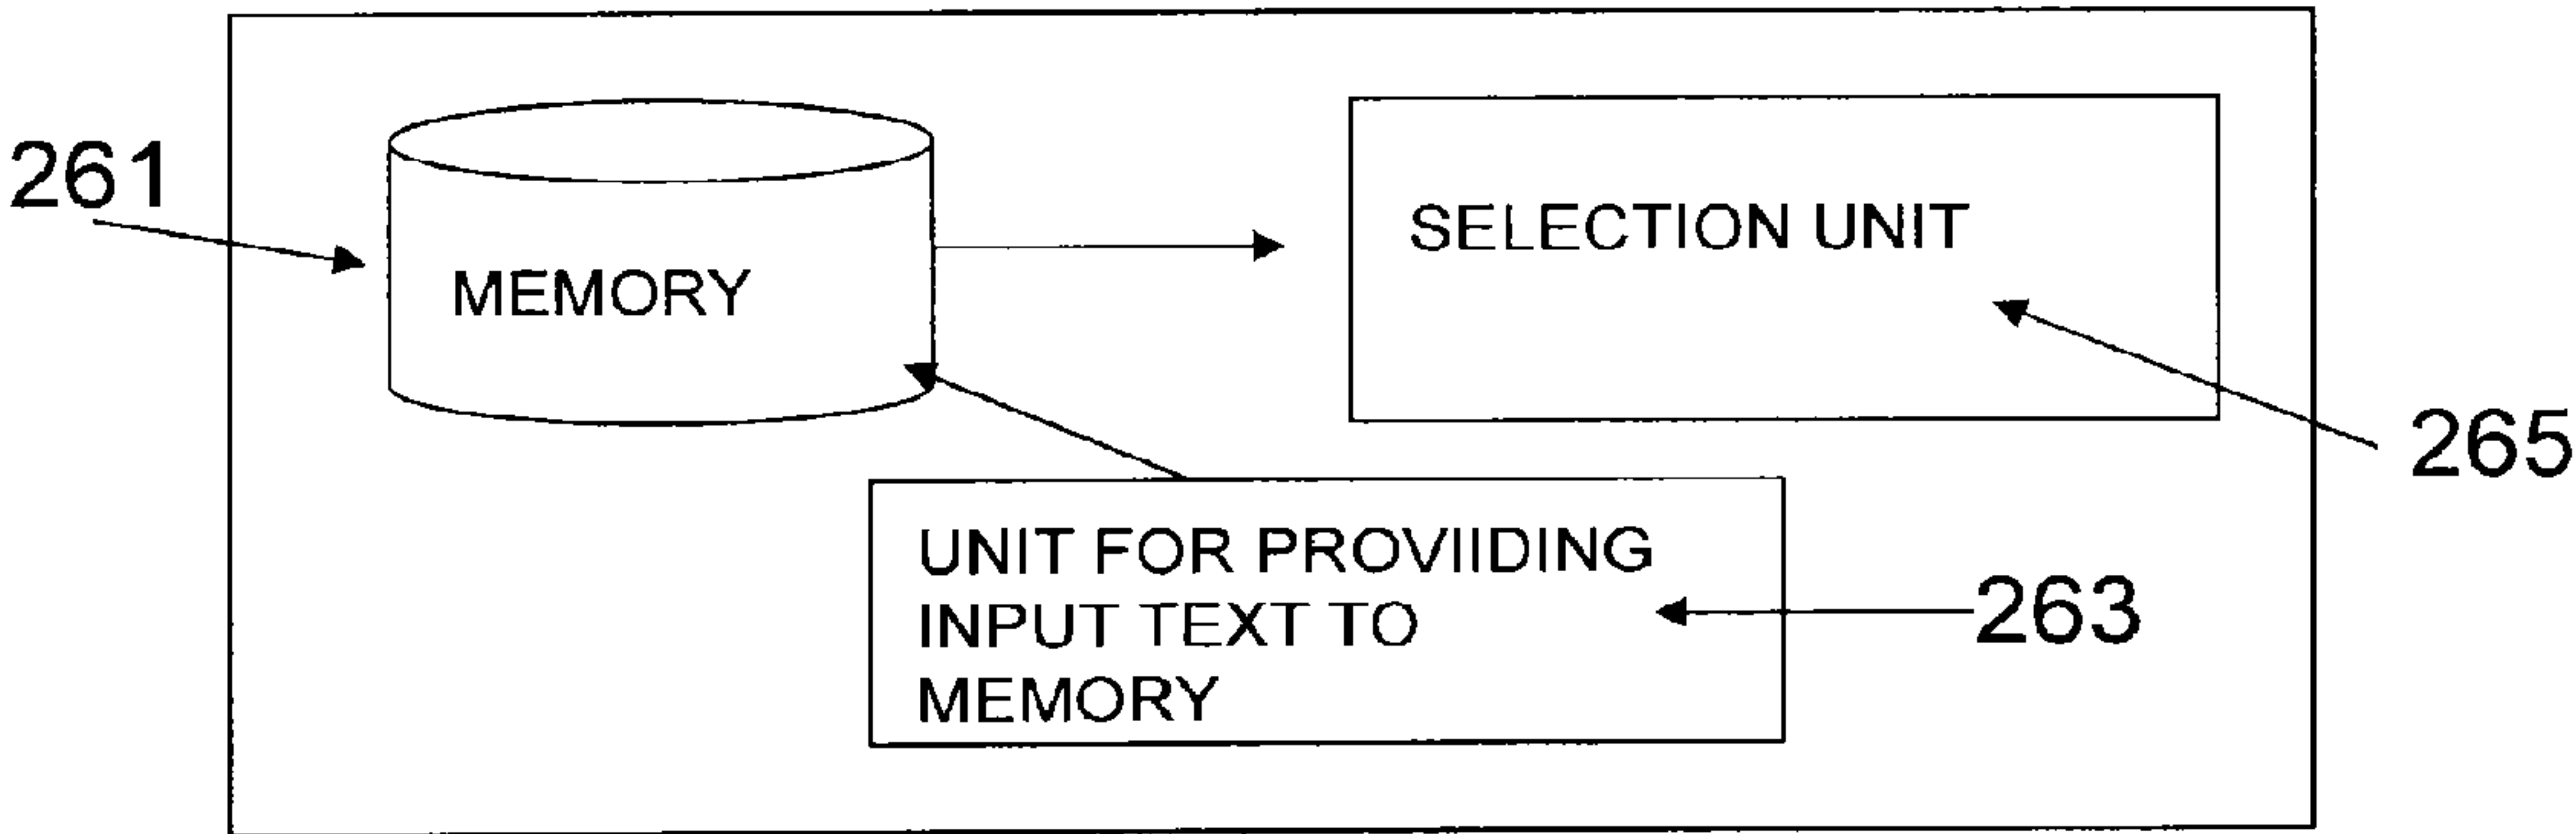 261
MEMORY
SELECTION UNIT
265
UNIT FOR PROVIIDING
INPUT TEXT TO
MEMORY
263